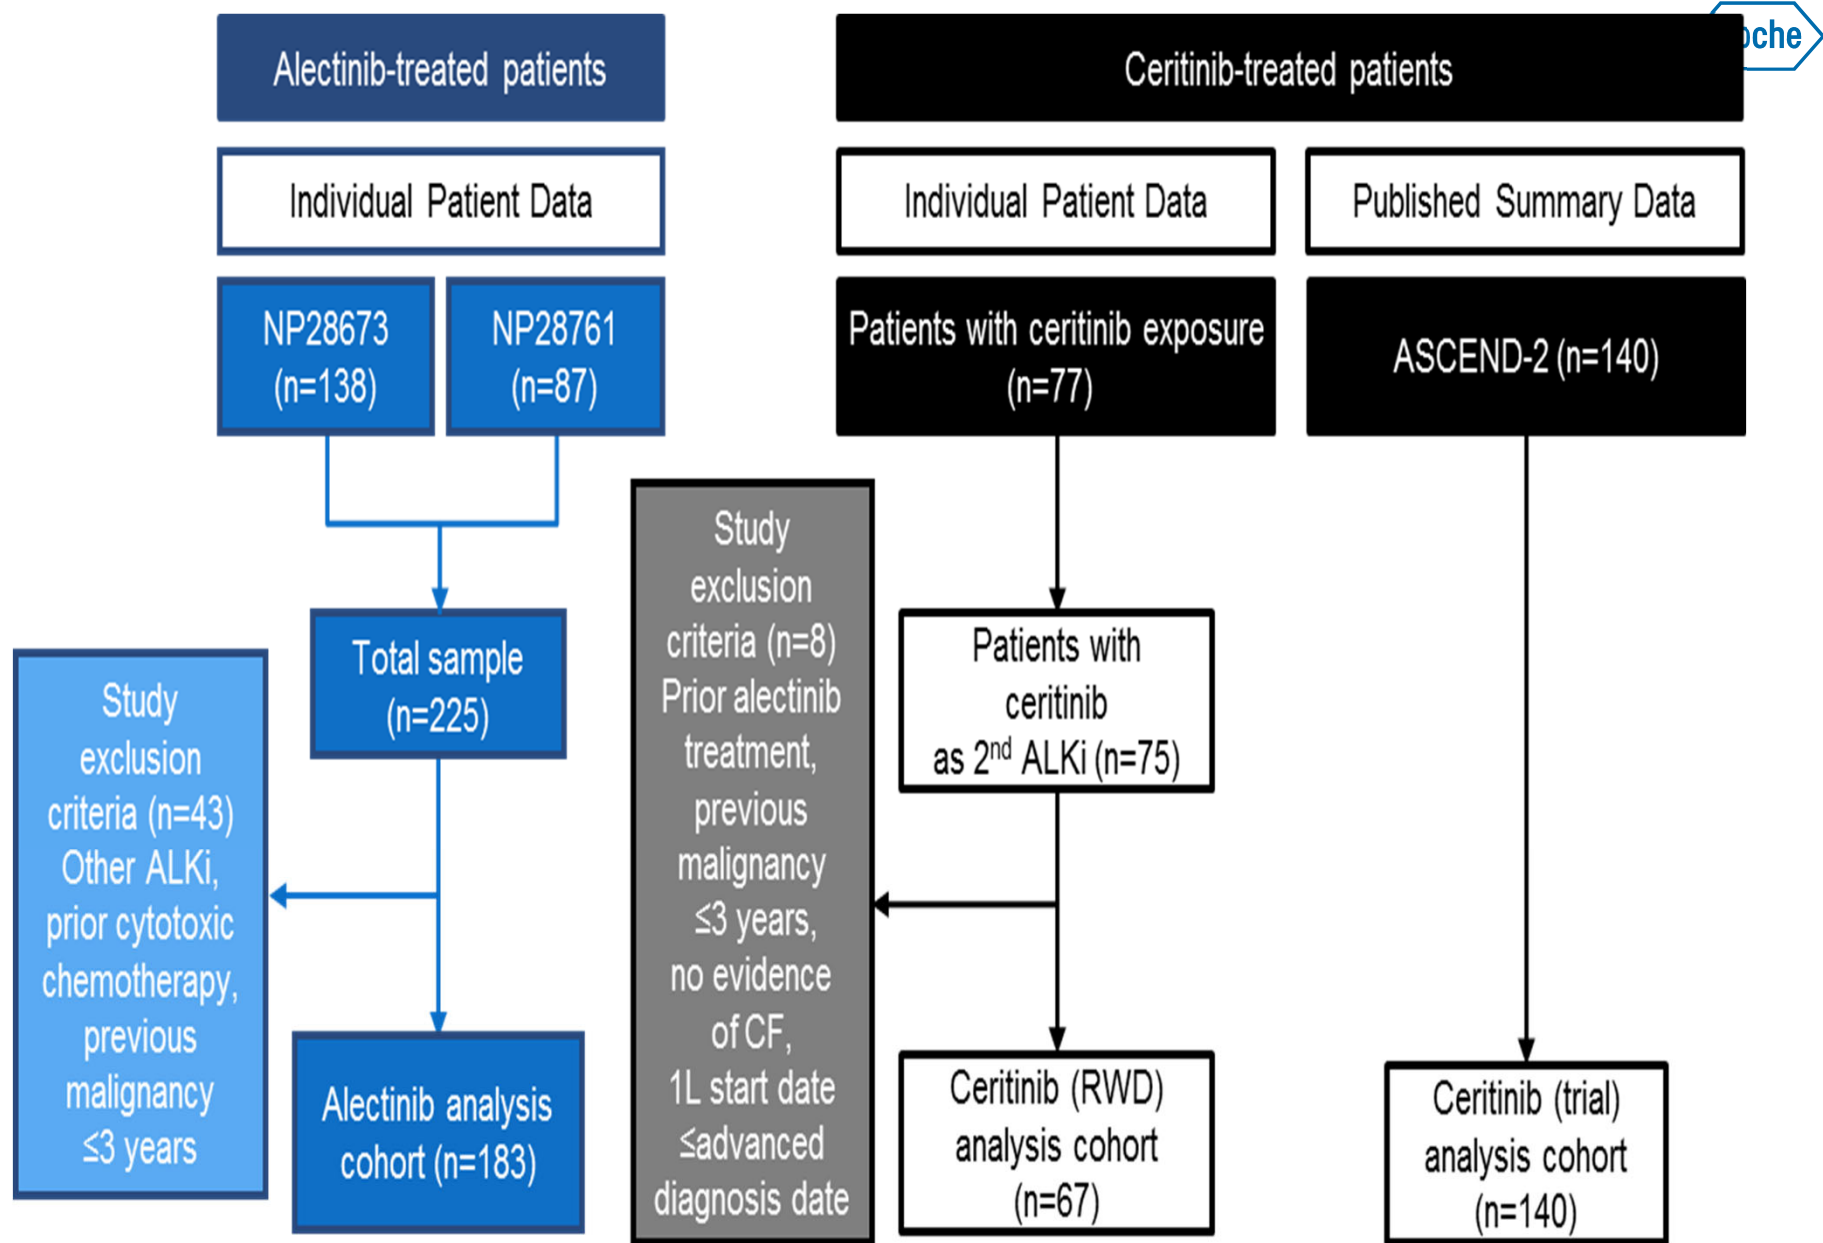 Alectinib-treated patients
Ceritinib-treated patients
oche
Individual Patient Data
Individual Patient Data
Published Summary Data
NP28673
(n=138)
NP28761
(n=87)
Patients with ceritinib exposure
(n=77)
ASCEND-2 (n=140)
Total sample
(n=225)
Study
exclusion
criteria (n=43)
Other ALKi,
prior cytotoxic
chemotherapy,
previous
malignancy
≤3 years
Alectinib analysis
cohort (n=183)
Study
exclusion
criteria (n=8)
Prior alectinib
treatment,
previous
malignancy
≤3 years,
no evidence
of CF,
1L start date
≤advanced
diagnosis date
Patients with
ceritinib
as 2nd ALKi (n=75)
Ceritinib (RWD)
analysis cohort
(n=67)
Ceritinib (trial)
analysis cohort
(n=140)